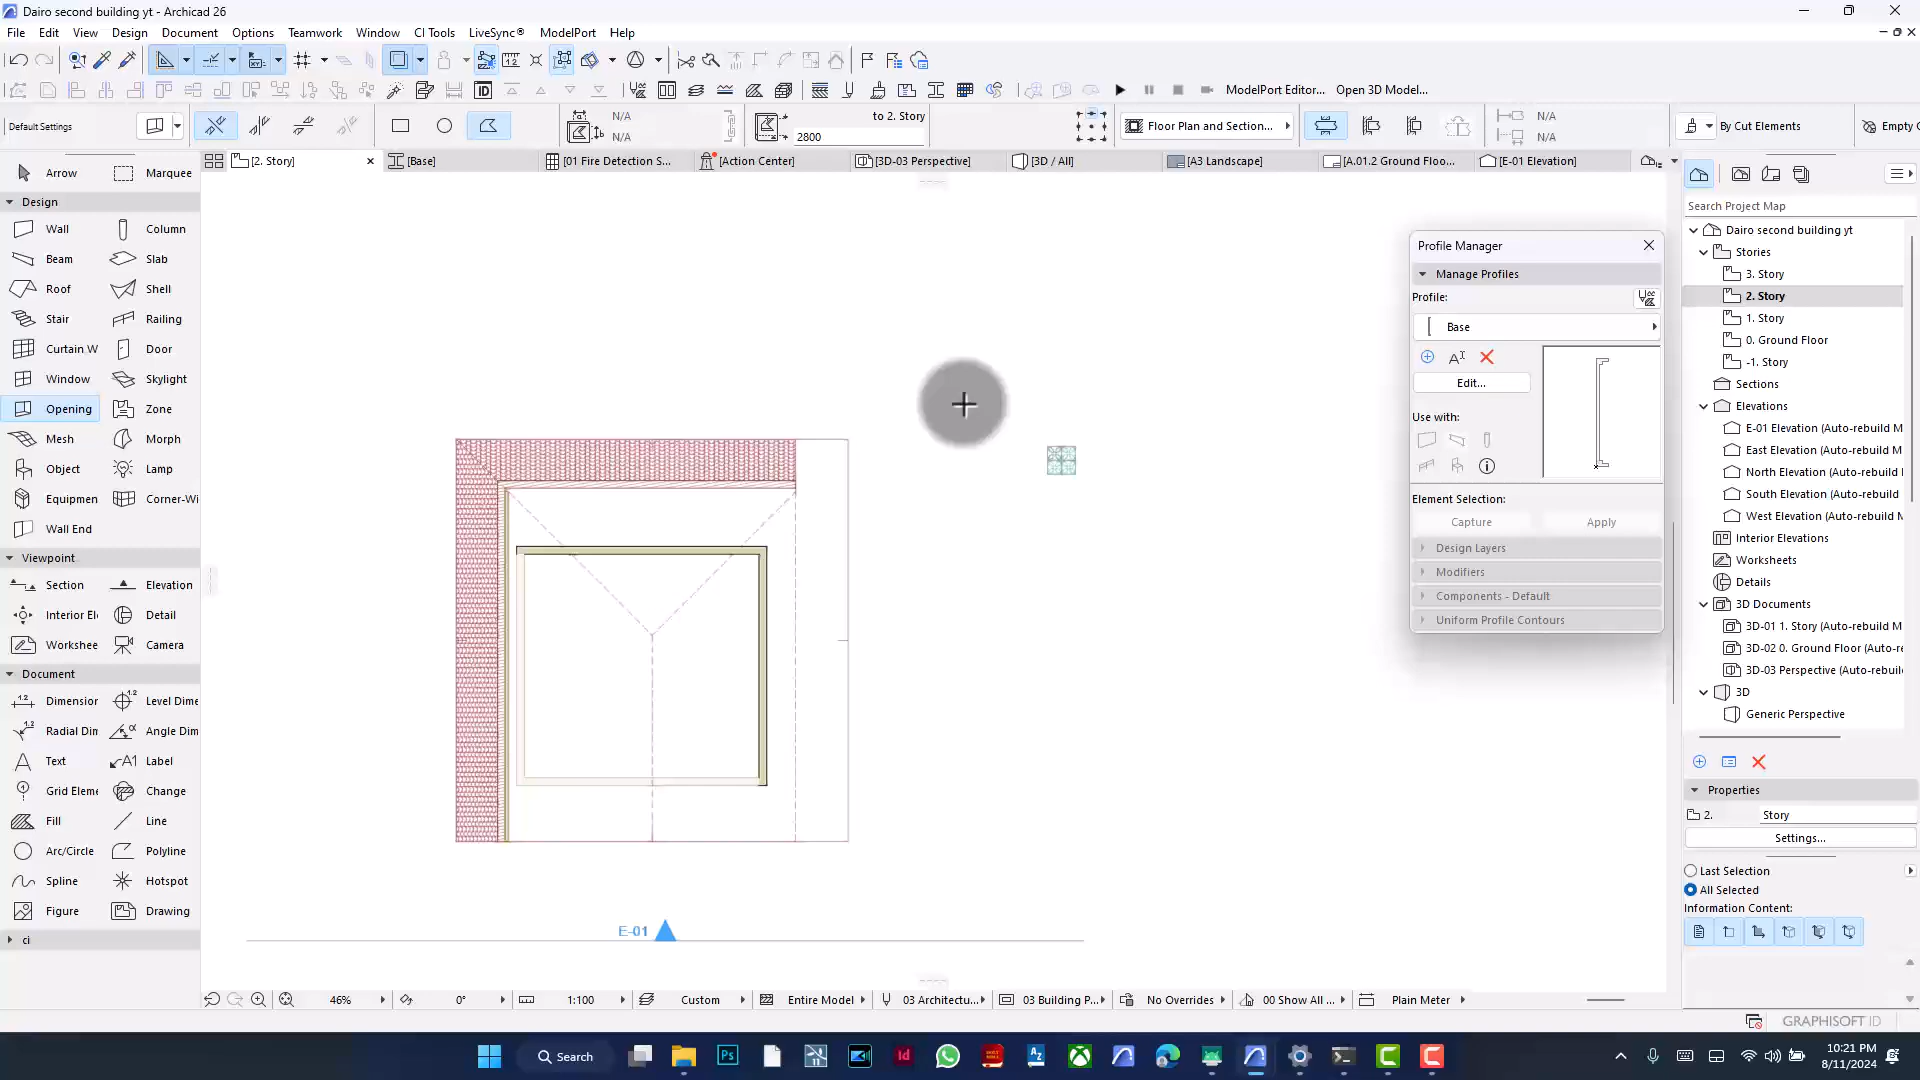 Dairo second building yt - Archicad 26
File Edit View Design Document Options Teamwork Window CI Tools LiveSync® ModelPort Help
ModelPort Editor... Open 3D Model...
Default Settings
N/A
N/A
to 2. Story
2800
Floor Plan and Section...
N/A
N/A
By Cut Elements
Empty
[2. Story]
[Base]
[01 Fire Detection S...
[Action Center]
[3D-03 Perspective]
[3D / All]
[A3 Landscape]
[A.01.2 Ground Floo...
[E-01 Elevation]
Arrow Marquee
Design
Wall Column
Beam Slab
Roof Shell
Stair Railing
Curtain W Door
Window Skylight
Opening Zone
Mesh Morph
Object Lamp
Equipmen Corner-Wi
Wall End
Viewpoint
Section Elevation
Interior El Detail
Workshee Camera
Document
Dimension Level Dime
Radial Dim Angle Dim
Text Label
Grid Eleme Change
Fill Line
Arc/Circle Polyline
Spline Hotspot
Figure Drawing
ci
E-01
Profile Manager
Manage Profiles
Profile:
Base
Edit...
Use with:
Element Selection:
Capture Apply
Design Layers
Modifiers
Components - Default
Uniform Profile Contours
Search Project Map
Dairo second building yt
Stories
3. Story
2. Story
1. Story
0. Ground Floor
-1. Story
Sections
Elevations
E-01 Elevation (Auto-rebuild M
East Elevation (Auto-rebuild M
North Elevation (Auto-rebuild
South Elevation (Auto-rebuild
West Elevation (Auto-rebuild M
Interior Elevations
Worksheets
Details
3D Documents
3D-01 1. Story (Auto-rebuild M
3D-02 0. Ground Floor (Auto-re
3D-03 Perspective (Auto-rebuild
3D
Generic Perspective
Properties
2. Story
Settings...
Last Selection
All Selected
Information Content:
46% 0° 1:100 Custom Entire Model 03 Architectu... 03 Building P... No Overrides 00 Show All ... Plain Meter
GRAPHISOFT ID
Search
10:21 PM
8/11/2024